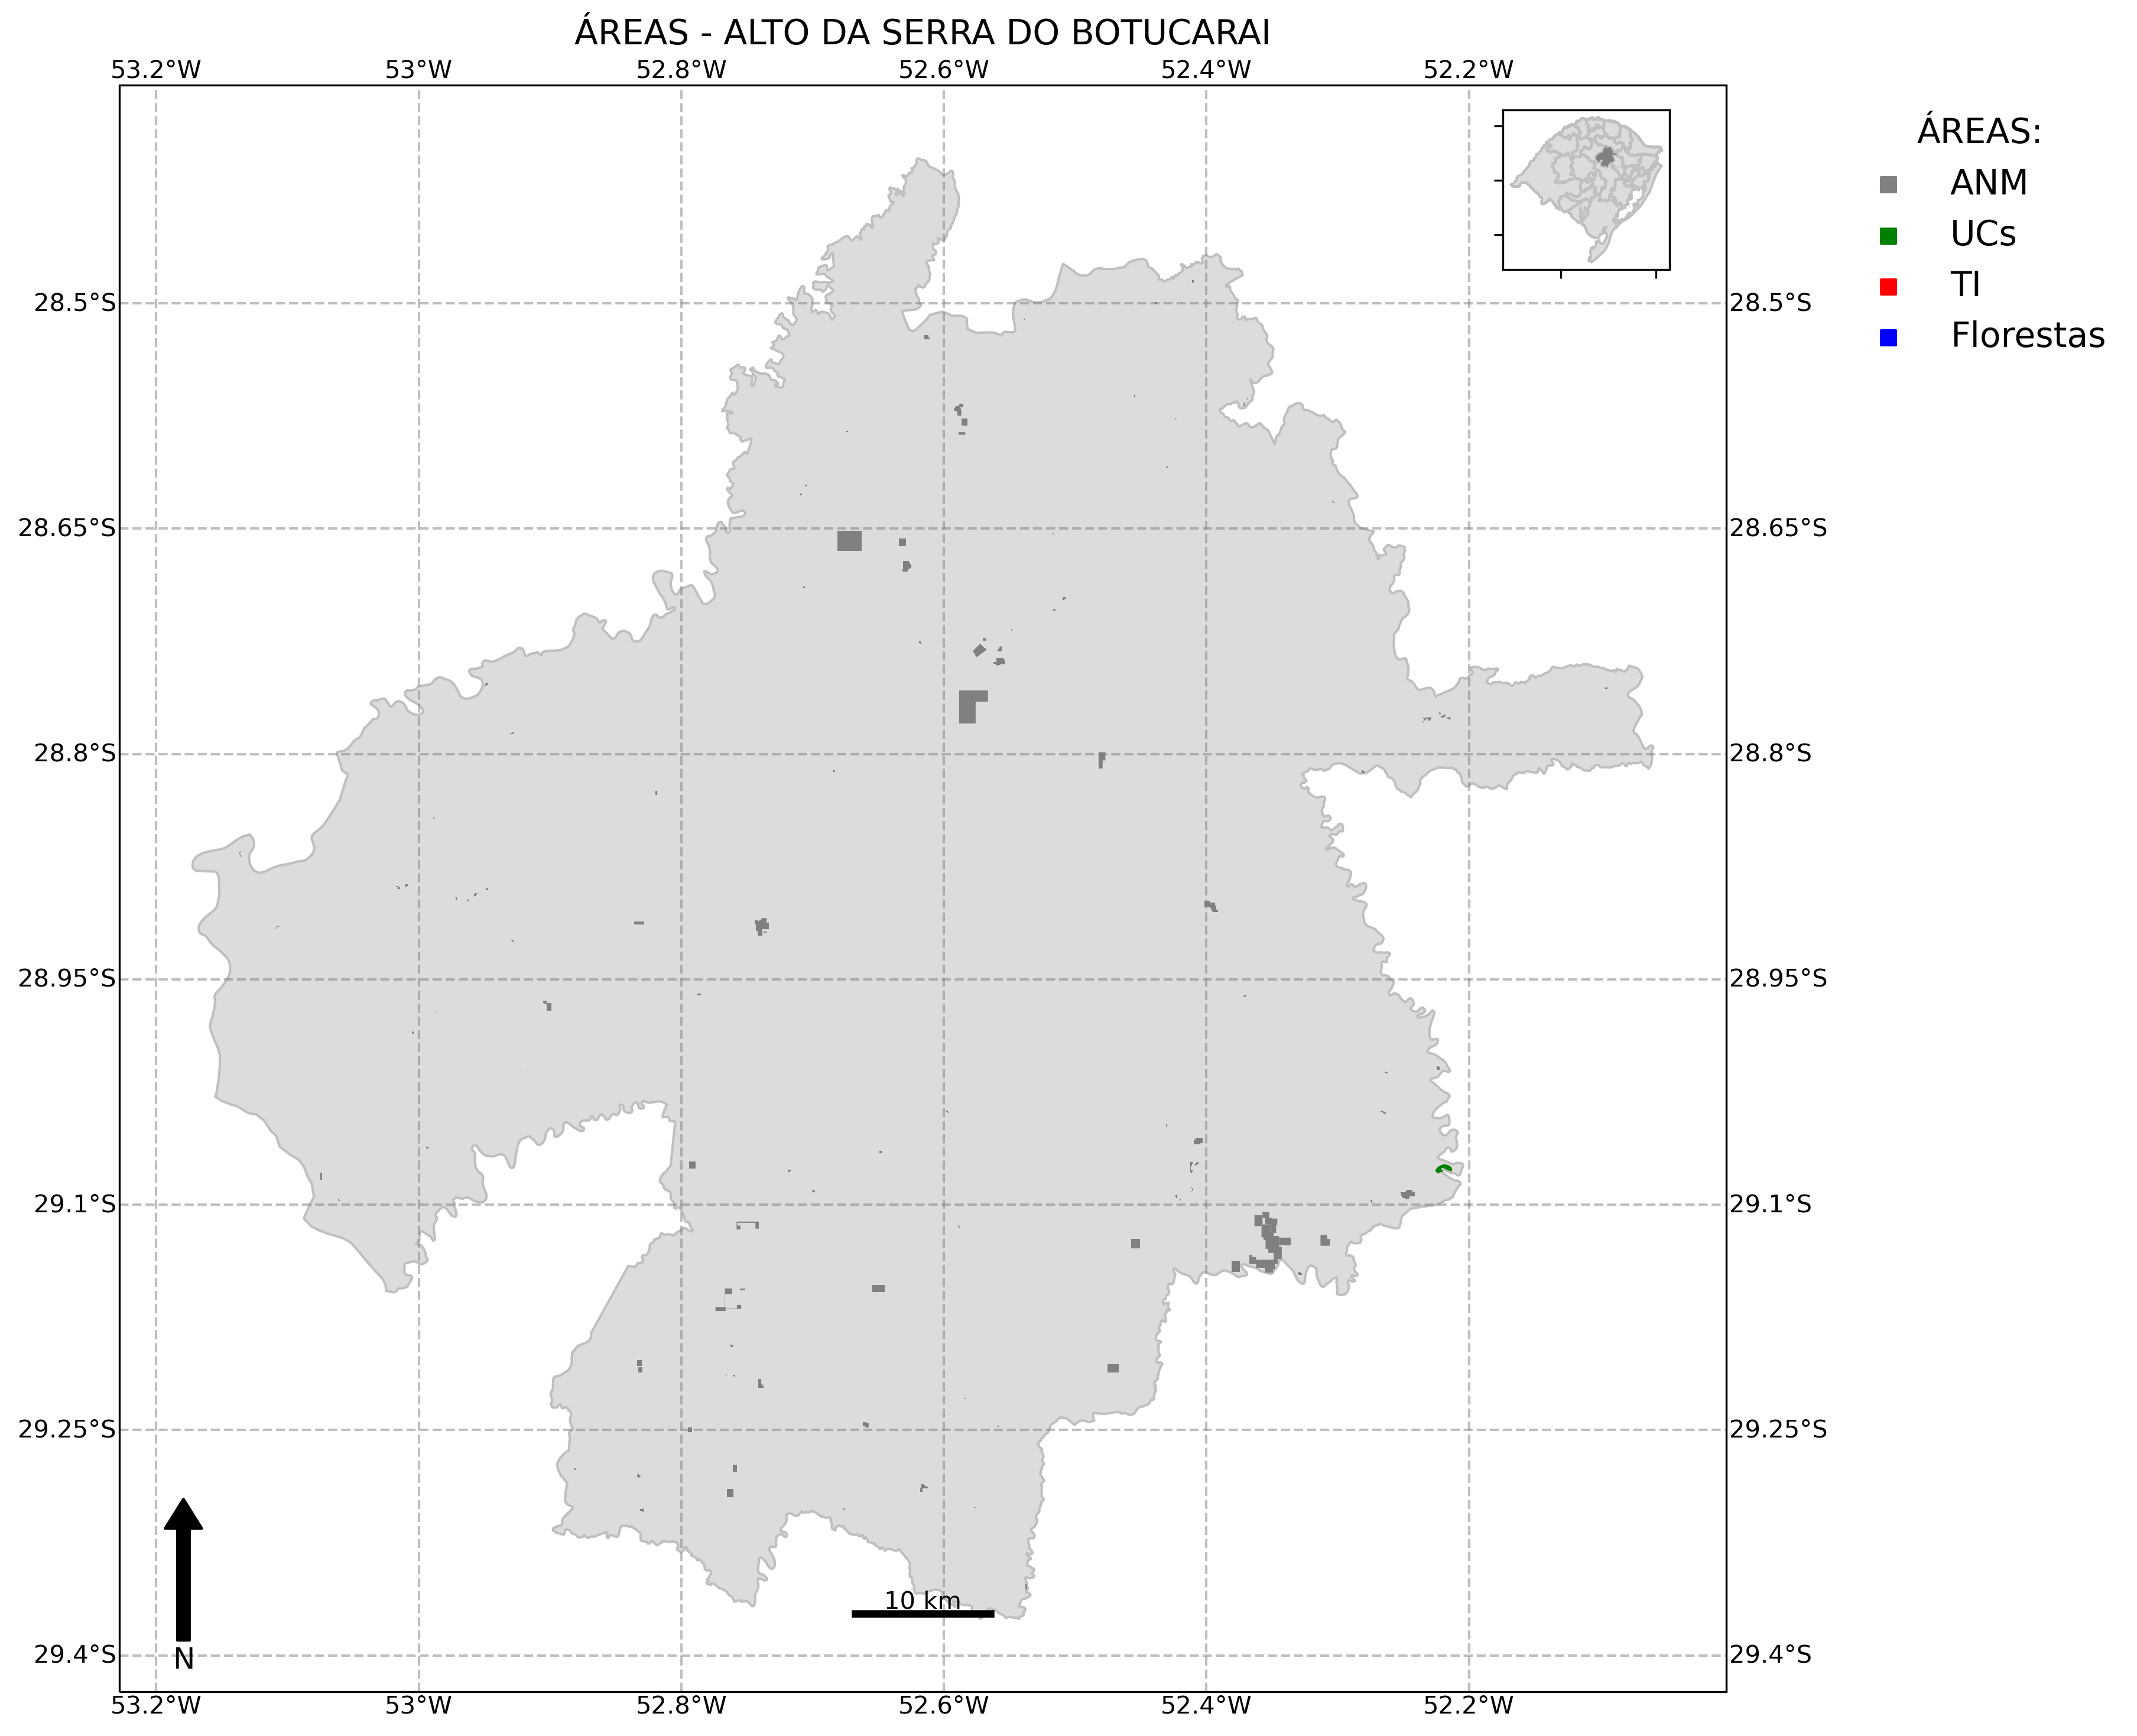 ÁREAS - ALTO DA SERRA DO BOTUCARAI
53.2°W 53°W 52.8°W 52.6°W 52.4°W 52.2°W
ÁREAS:
ANM
UCs
TI
Florestas
28.5°S 28.5°S
28.65°S 28.65°S
28.8°S 28.8°S
28.95°S 28.95°S
29.1°S 29.1°S
29.25°S 29.25°S
10 km
N
29.4°S 29.4°S
53.2°W 53°W 52.8°W 52.6°W 52.4°W 52.2°W